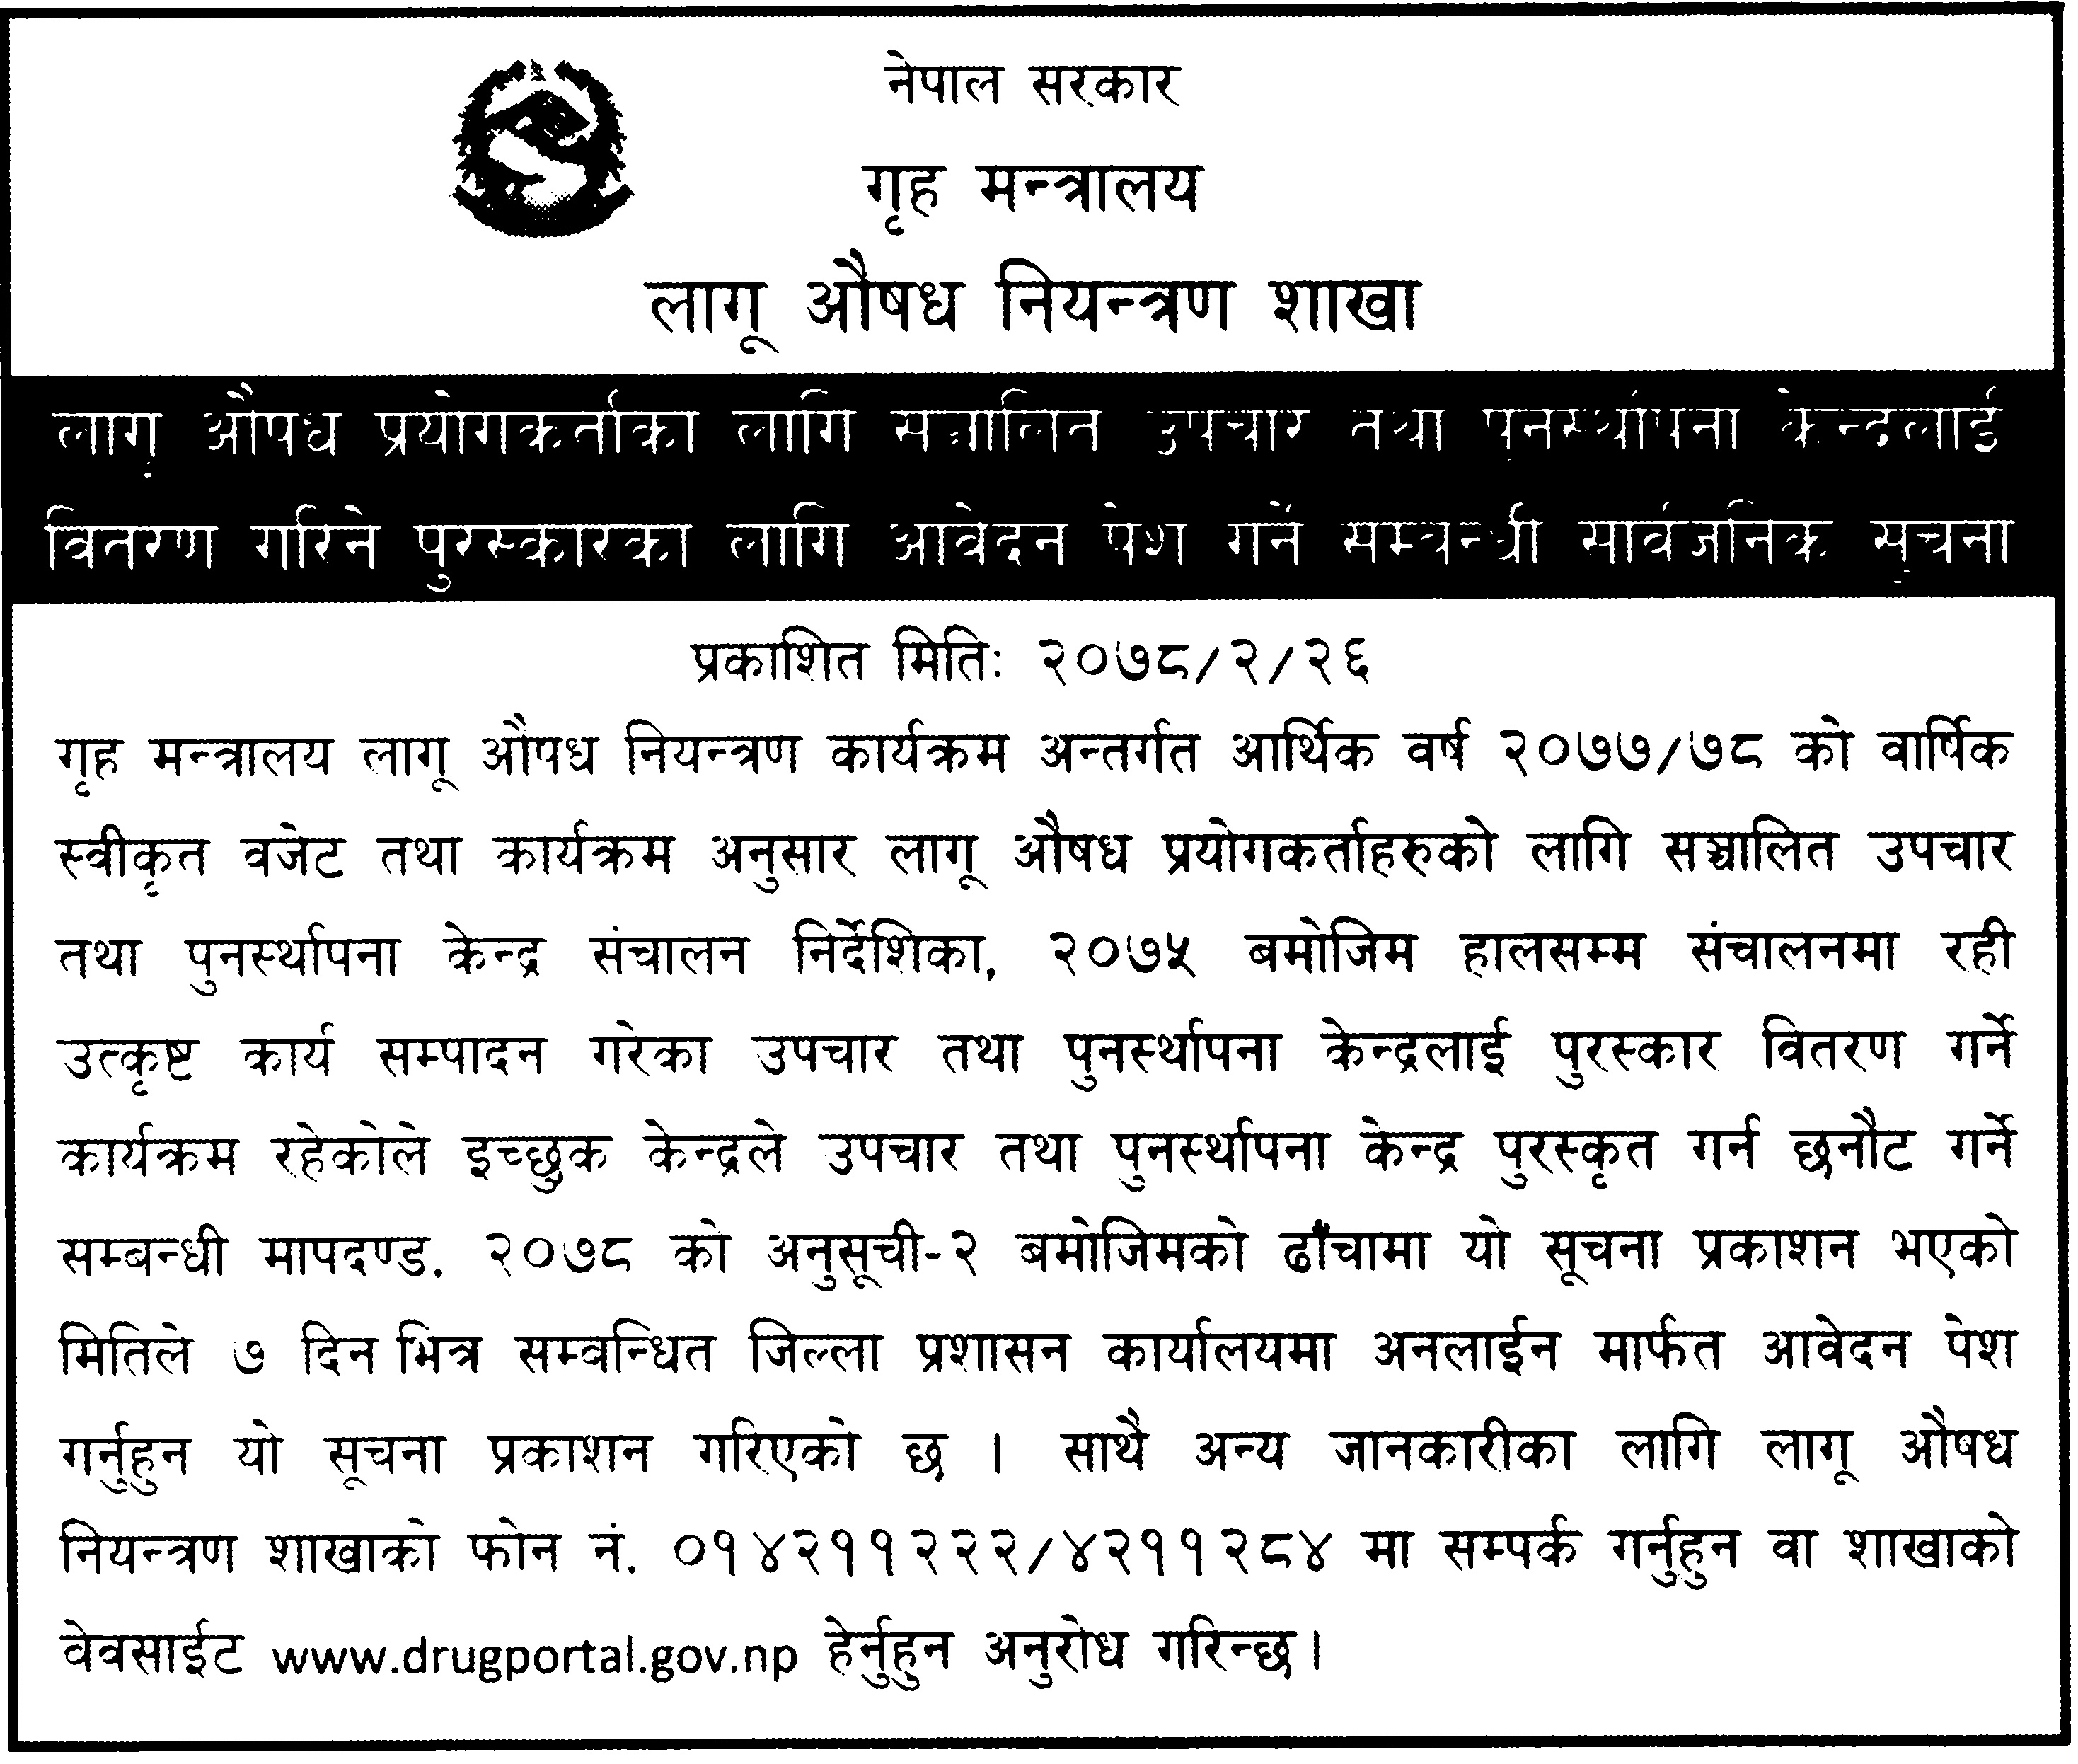 नेपाल सरकार
गृह मन्त्रालय
लागू औषध नियन्त्रण शाखा
लागू औषध प्रयोगकर्ताका लागि सञ्चालित उपचार तथा पुनर्स्थापना केन्द्रलाई
वितरण गरिने पुरस्कारका लागि आवेदन पेश गर्ने सम्बन्धी सार्वजनिक सूचना
प्रकाशित मितिः २०७८/२/२६
गृह मन्त्रालय लागू औषध नियन्त्रण कार्यक्रम अन्तर्गत आर्थिक वर्ष २०७७/७८ को वार्षिक
स्वीकृत वजेट तथा कार्यक्रम अनुसार लागू औषध प्रयोगकर्ताहरुको लागि सञ्चालित उपचार
तथा पुनर्स्थापना केन्द्र संचालन निर्देशिका, २०७५ बमोजिम हालसम्म संचालनमा रही
उत्कृष्ट कार्य सम्पादन गरेका उपचार तथा पुनर्स्थापना केन्द्रलाई पुरस्कार वितरण गर्ने
कार्यक्रम रहेकोले इच्छुक केन्द्रले उपचार तथा पुनर्स्थापना केन्द्र पुरस्कृत गर्न छनौट गर्ने
सम्बन्धी मापदण्ड, २०७८ को अनुसूची-२ बमोजिमको ढाँचामा यो सूचना प्रकाशन भएको
मितिले ७ दिन भित्र सम्वन्धित जिल्ला प्रशासन कार्यालयमा अनलाईन मार्फत आवेदन पेश
गर्नुहुन यो सूचना प्रकाशन गरिएको छ । साथै अन्य जानकारीका लागि लागू औषध
नियन्त्रण शाखाको फोन नं. ०१४२११२२२/४२११२८४ मा सम्पर्क गर्नुहुन वा शाखाको
वेवसाईट www.drugportal.gov.np हेर्नुहुन अनुरोध गरिन्छ।